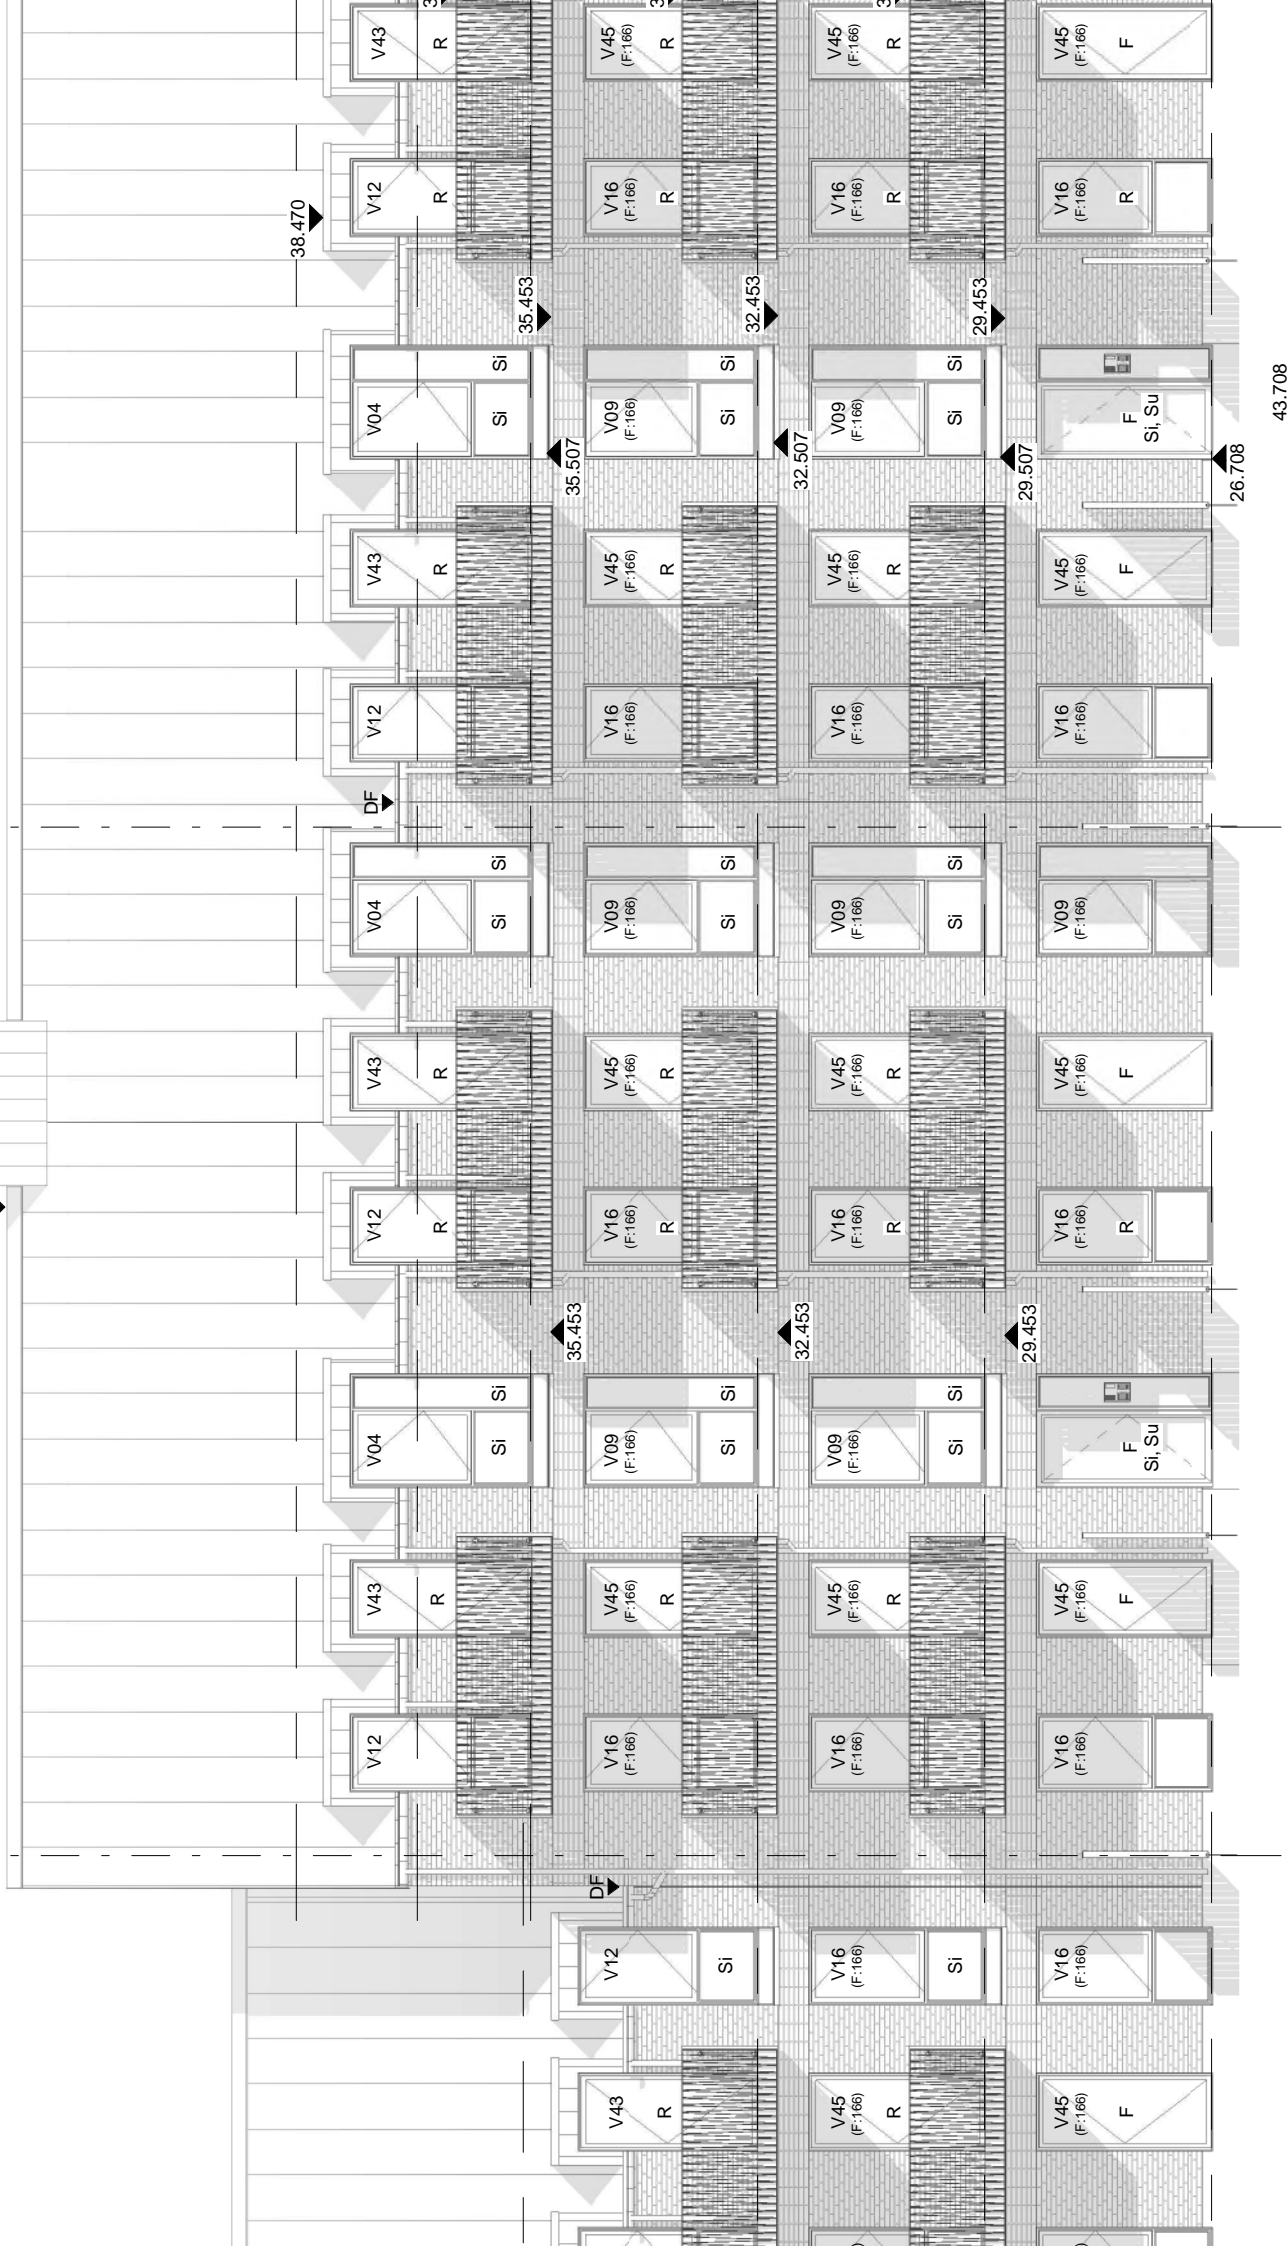 38.470
V12 V43 V04 V12 V43 V04 DF V12 V43 V04 V12 V43
R R R R R R
Si Si Si Si Si Si
35.453
35.453 35.507
DF
V43 V12 V16 V45 V09 V16 V45 V09 V16 V45 V09 V16 V45
(F:166) (F:166) (F:166) (F:166) (F:166) (F:166) (F:166) (F:166) (F:166) (F:166) (F:166)
R R R R R R R
Si Si Si Si Si Si Si
32.453
32.453 32.507
V45 V16 V16 V45 V09 V16 V45 V09 V16 V45 V09 V16 V45
(F:166) (F:166) (F:166) (F:166) (F:166) (F:166) (F:166) (F:166) (F:166) (F:166) (F:166) (F:166) (F:166)
R R R R R R R
Si Si Si Si Si Si Si
29.453
29.453 29.507
V45 V16 V16 V45 V16 V45 V09 V16 V45 V16 V45
(F:166) (F:166) (F:166) (F:166) (F:166) (F:166) (F:166) (F:166) (F:166) (F:166) (F:166)
F F F R F F F R F
Si, Su Si, Su
26.708
43.708